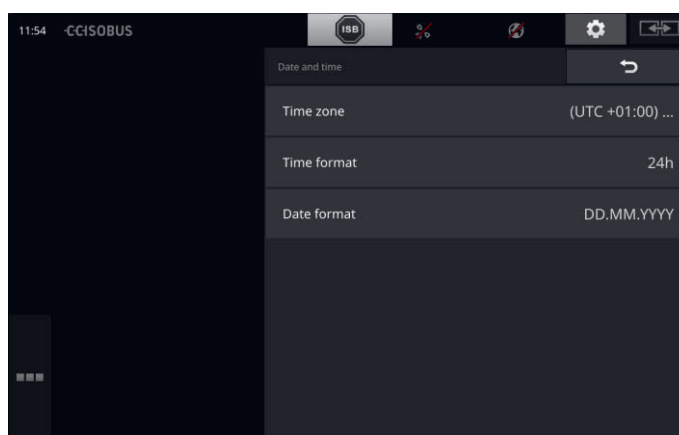 11:54 CCISOBUS ISB
Date and time
Time zone (UTC +01:00) ...
Time format 24h
Date format DD.MM.YYYY